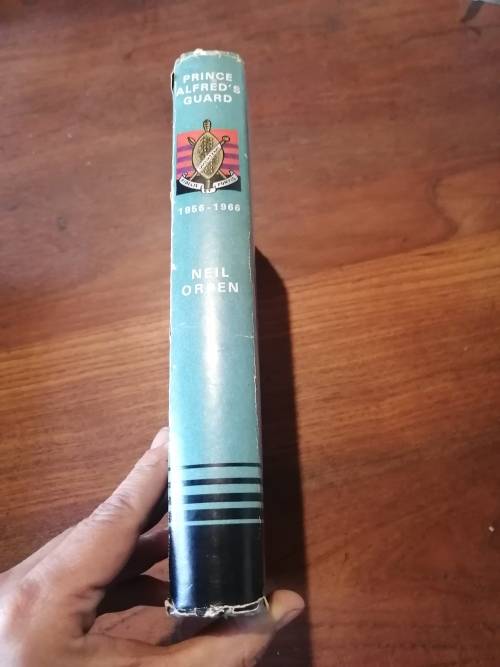 PRINCE
ALFRED'S
GUARD
1856-1966
NEIL
ORPEN